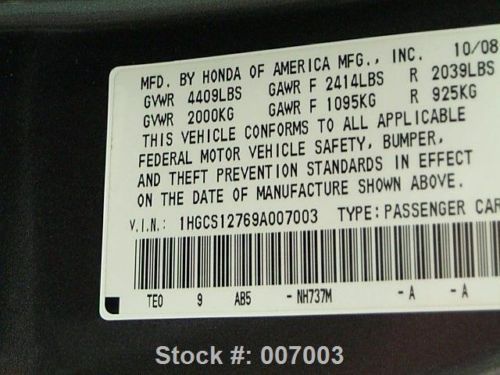 MFD. BY HONDA OF AMERICA MFG., INC. 10/08
GVWR 4409LBS GAWR F 2414LBS R 2039LBS
GVWR 2000KG GAWR F 1095KG R 925KG
THIS VEHICLE CONFORMS TO ALL APPLICABLE
FEDERAL MOTOR VEHICLE SAFETY, BUMPER,
AND THEFT PREVENTION STANDARDS IN EFFECT
ON THE DATE OF MANUFACTURE SHOWN ABOVE.
V.I.N.: 1HGCS12769A007003 TYPE:PASSENGER CAR
TE0 9 AB5 -NH737M -A -A
Stock #: 007003